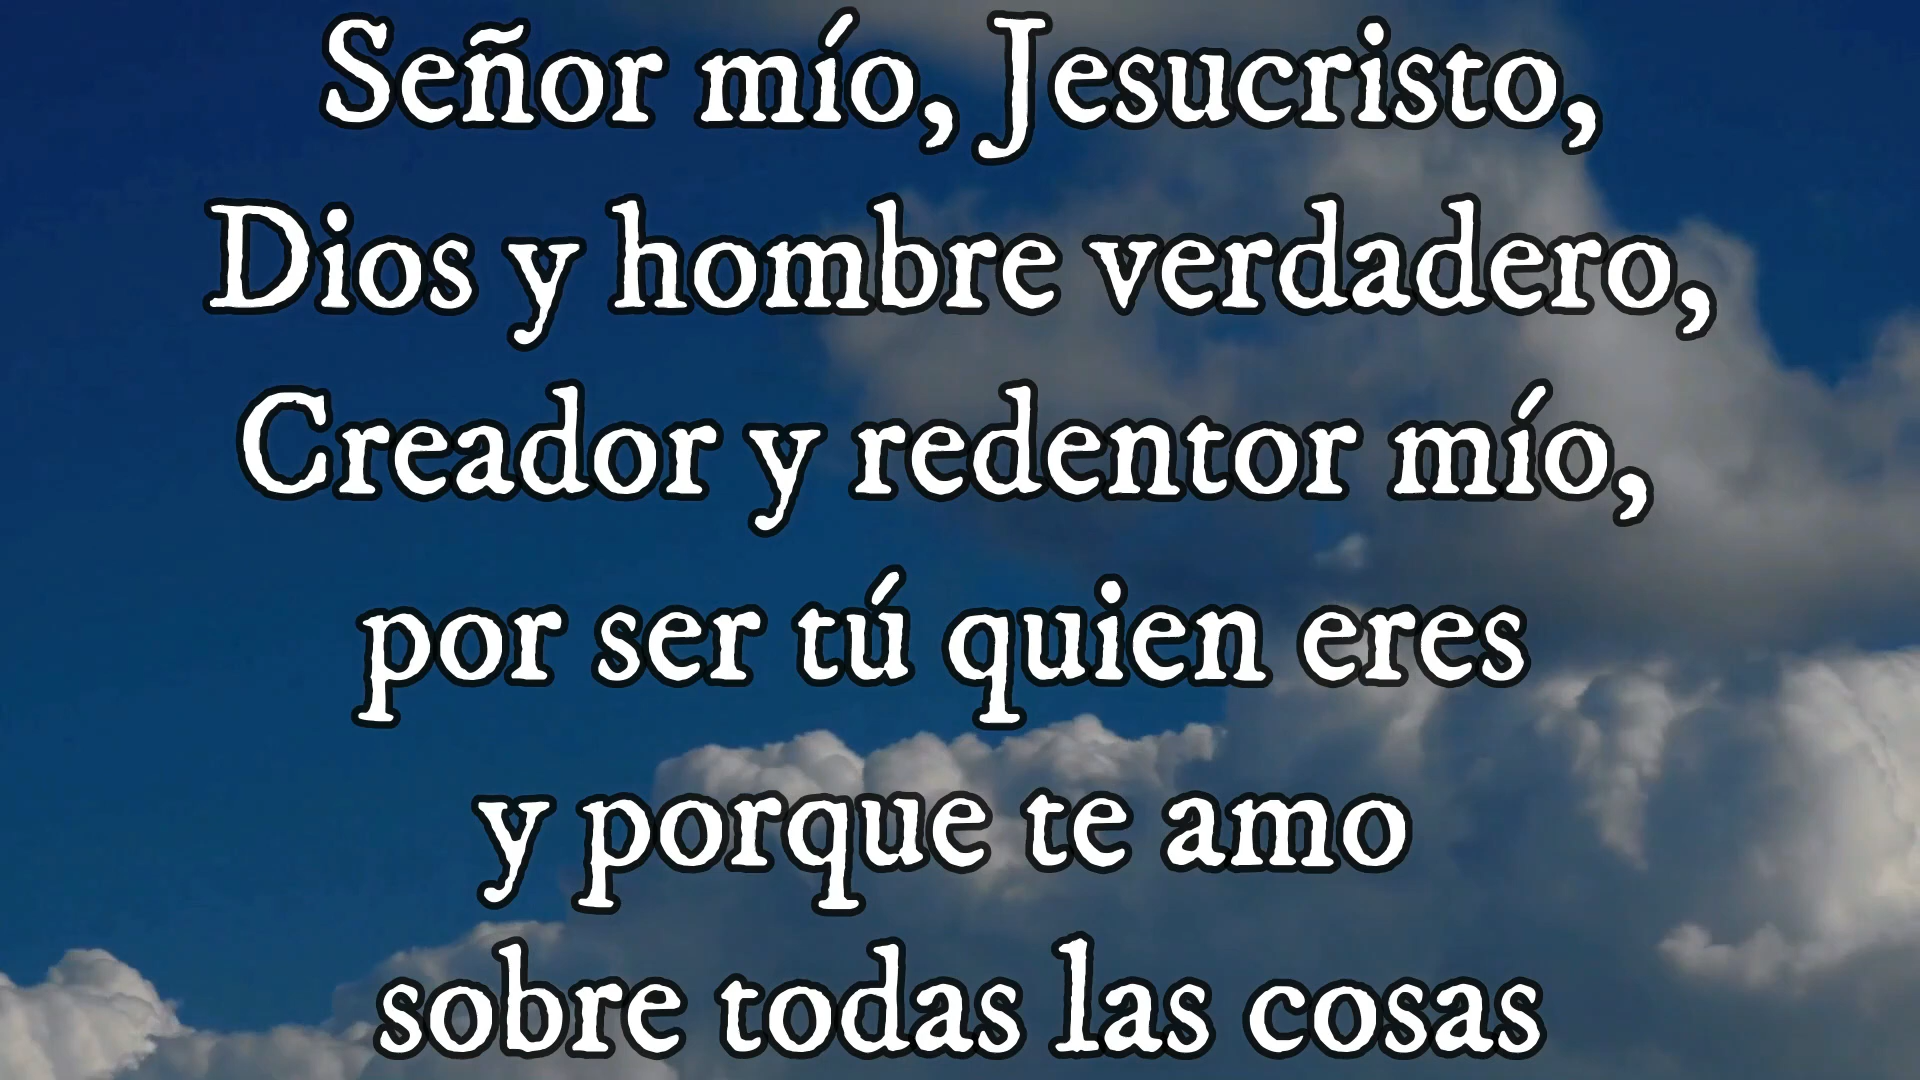 Señor mío, Jesucristo,
Dios y hombre verdadero,
Creador y redentor mío,
por ser tú quien eres
y porque te amo
sobre todas las cosas